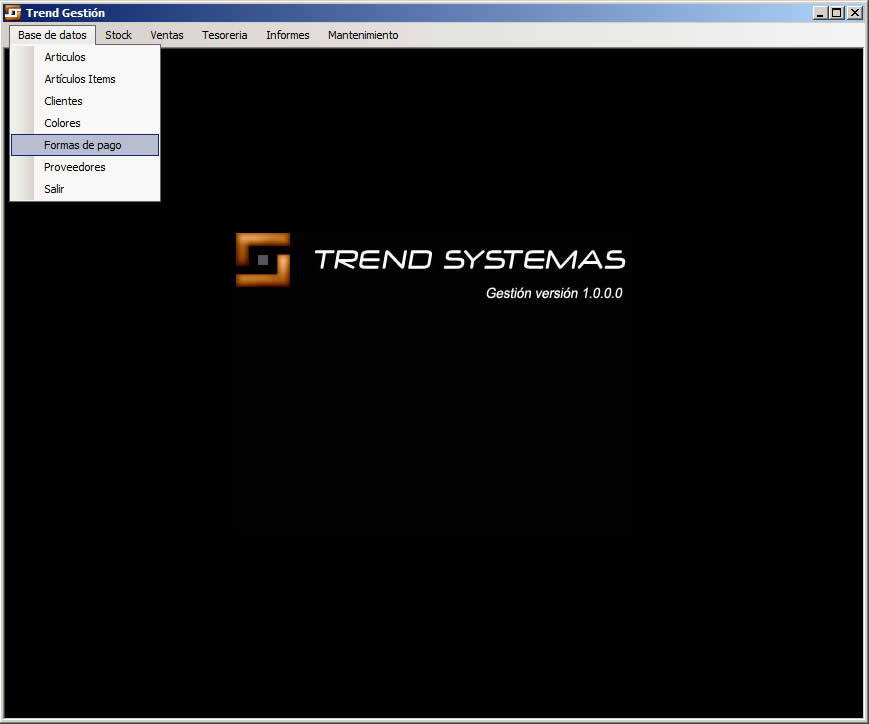 Trend Gestión
Base de datos Stock Ventas Tesoreria Informes Mantenimiento
Articulos
Artículos Items
Clientes
Colores
Formas de pago
Proveedores
Salir
TREND SYSTEMAS
Gestión versión 1.0.0.0